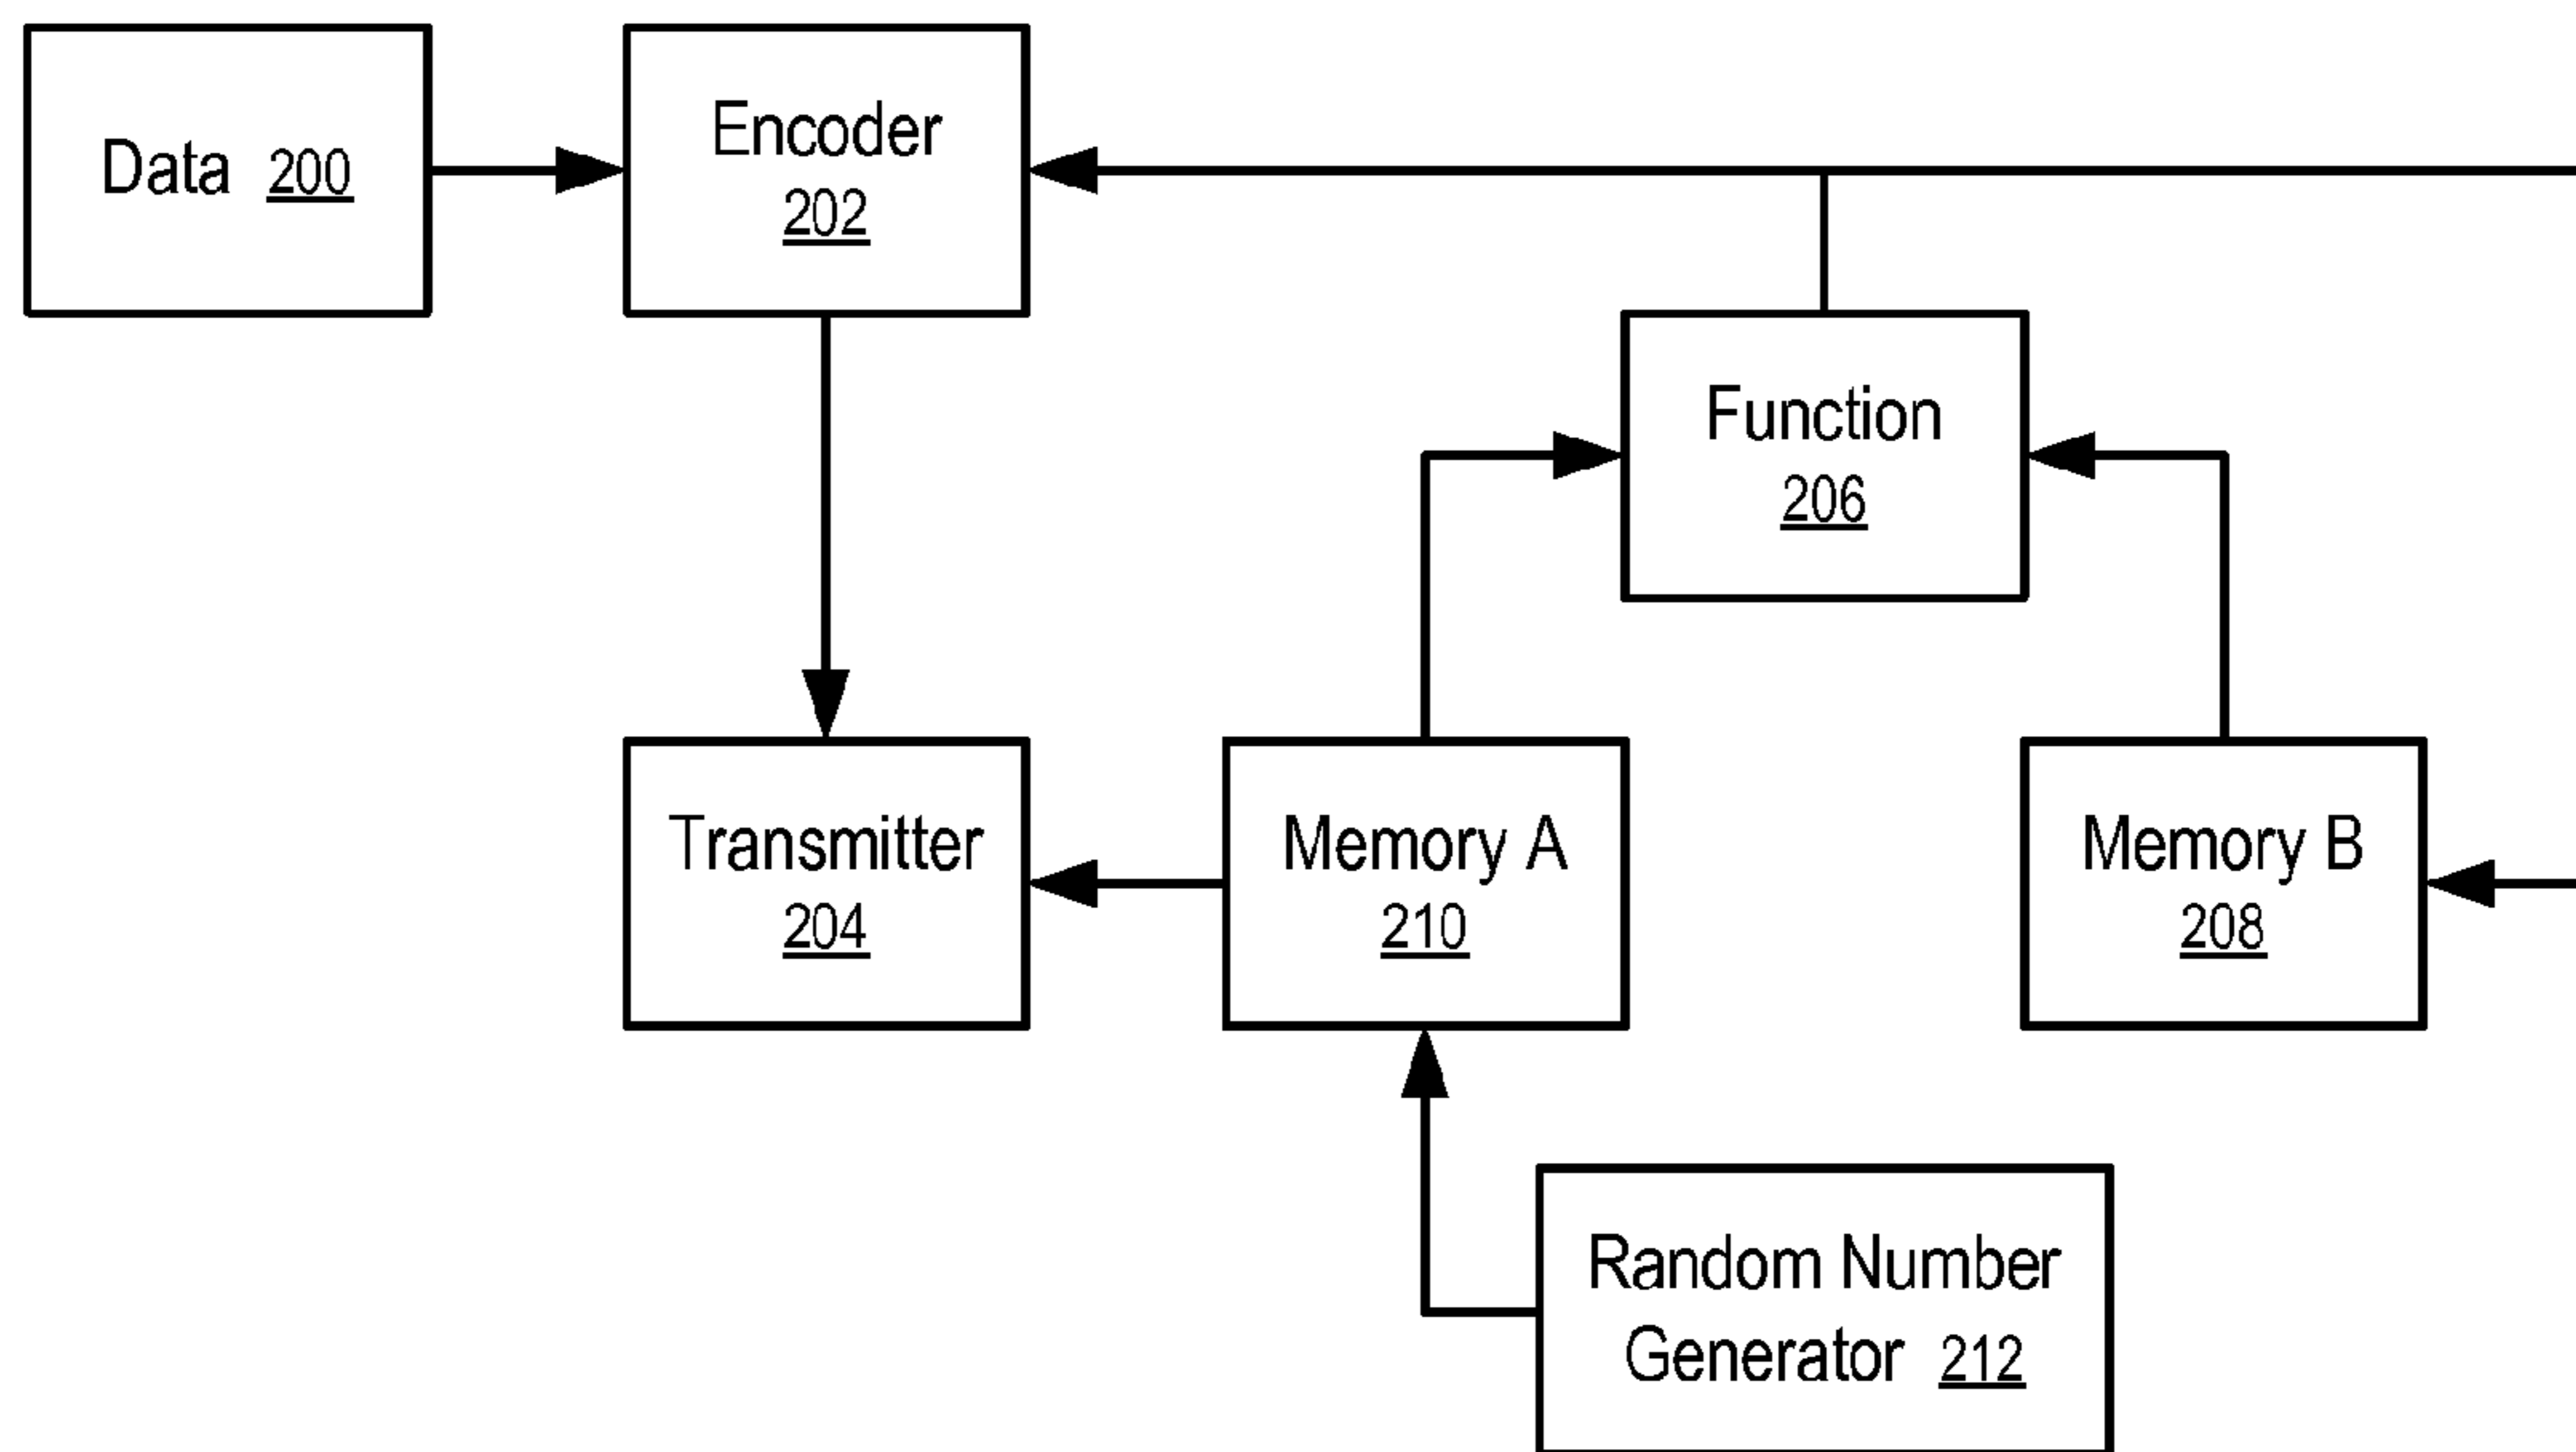 Data 200
Encoder
202
Function
206
Transmitter
204
Memory A
210
Memory B
208
Random Number
Generator 212